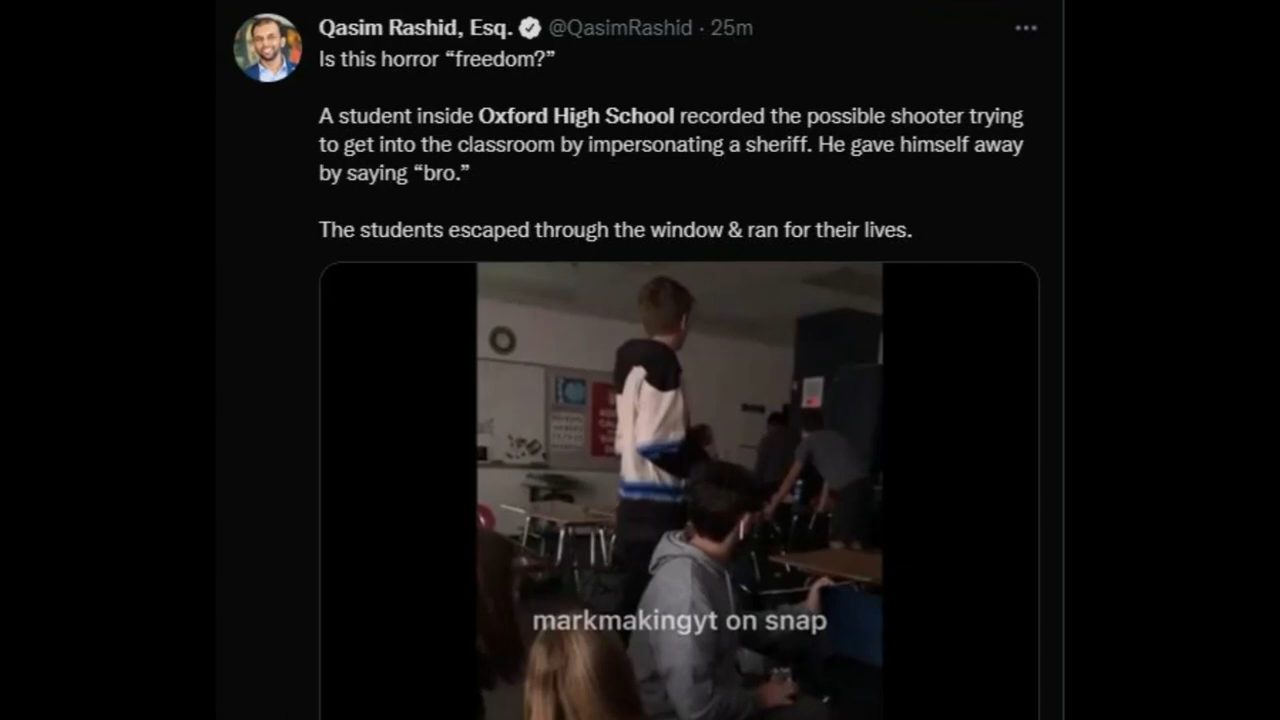 Qasim Rashid, Esq. @QasimRashid · 25m
Is this horror “freedom?”
A student inside Oxford High School recorded the possible shooter trying
to get into the classroom by impersonating a sheriff. He gave himself away
by saying “bro.”
The students escaped through the window & ran for their lives.
markmakingyt on snap